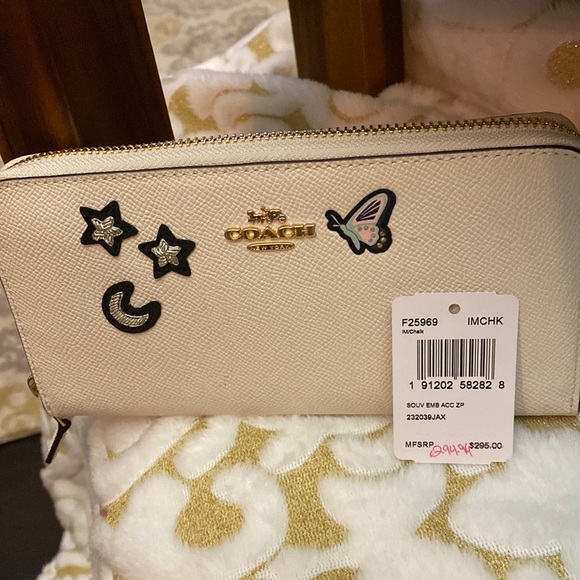 COACH
NEW YORK
F25969 IMCHK
IM/Chalk
1 91202 58282 8
SOUV EMB ACC ZP
232039JAX
MFSRP $295.00